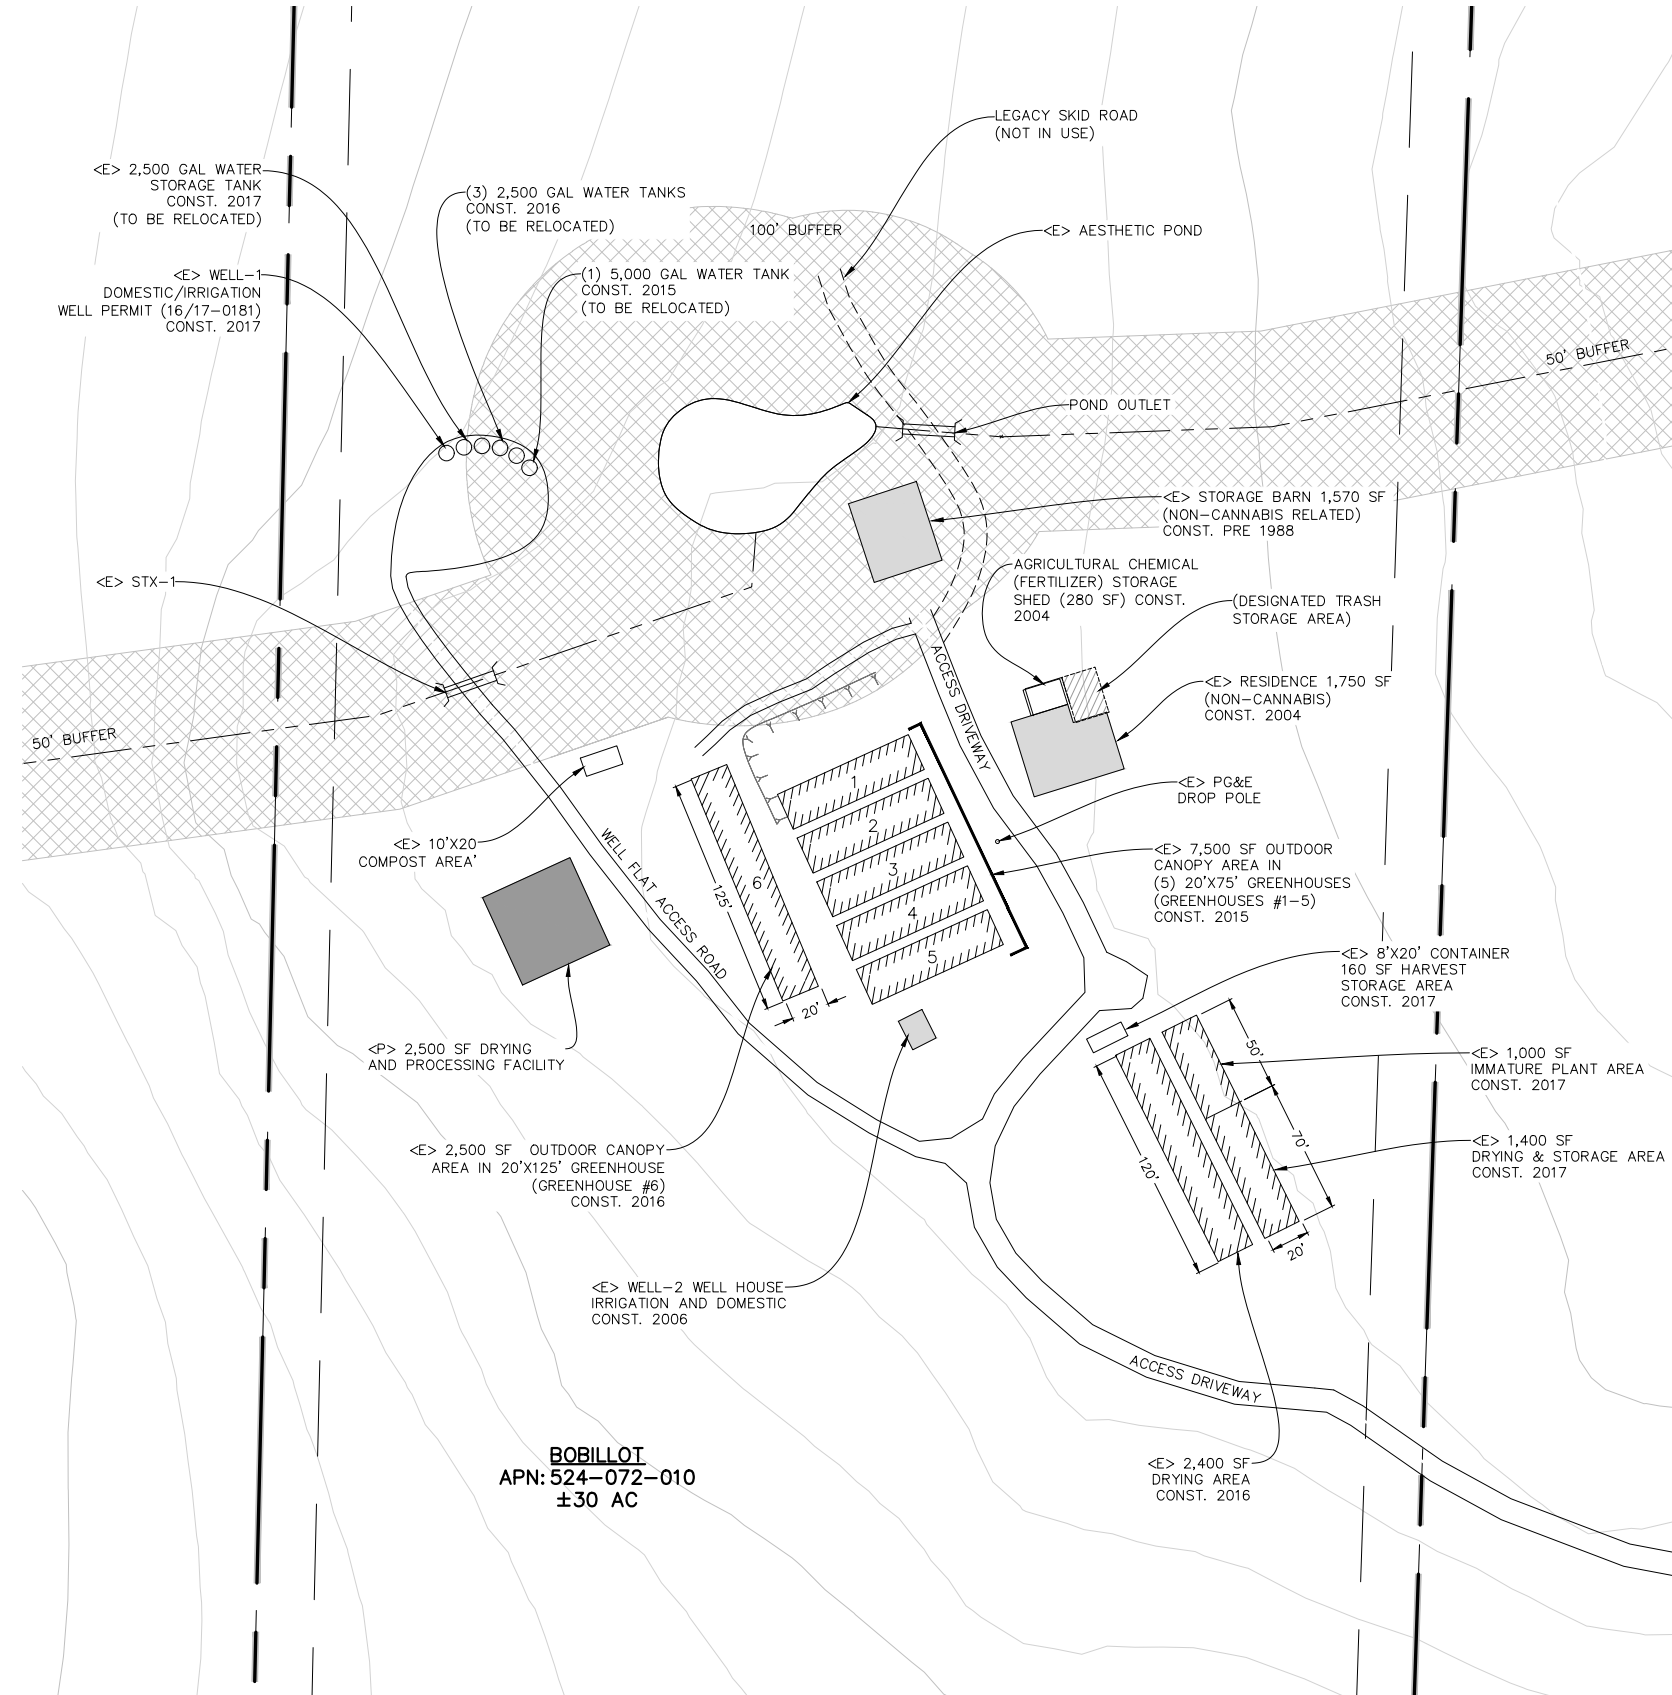 LEGACY SKID ROAD
(NOT IN USE)
<E> 2,500 GAL WATER
STORAGE TANK
CONST. 2017
(TO BE RELOCATED)
(3) 2,500 GAL WATER TANKS
CONST. 2016
(TO BE RELOCATED)
100' BUFFER
<E> AESTHETIC POND
<E> WELL-1
DOMESTIC/IRRIGATION
WELL PERMIT (16/17-0181)
CONST. 2017
(1) 5,000 GAL WATER TANK
CONST. 2015
(TO BE RELOCATED)
50' BUFFER
POND OUTLET
<E> STORAGE BARN 1,570 SF
(NON-CANNABIS RELATED)
CONST. PRE 1988
<E> STX-1
AGRICULTURAL CHEMICAL
(FERTILIZER) STORAGE
SHED (280 SF) CONST.
2004
(DESIGNATED TRASH
STORAGE AREA)
<E> RESIDENCE 1,750 SF
(NON-CANNABIS)
CONST. 2004
50' BUFFER
ACCESS DRIVEWAY
<E> PG&E
DROP POLE
<E> 10'X20
COMPOST AREA'
WELL FLAT ACCESS ROAD
125'
6
20'
1
2
3
4
5
<E> 7,500 SF OUTDOOR
CANOPY AREA IN
(5) 20'X75' GREENHOUSES
(GREENHOUSES #1-5)
CONST. 2015
<E> 8'X20' CONTAINER
160 SF HARVEST
STORAGE AREA
CONST. 2017
<P> 2,500 SF DRYING
AND PROCESSING FACILITY
50'
<E> 1,000 SF
IMMATURE PLANT AREA
CONST. 2017
70'
120'
20'
<E> 1,400 SF
DRYING & STORAGE AREA
CONST. 2017
<E> 2,500 SF OUTDOOR CANOPY
AREA IN 20'X125' GREENHOUSE
(GREENHOUSE #6)
CONST. 2016
<E> WELL-2 WELL HOUSE
IRRIGATION AND DOMESTIC
CONST. 2006
ACCESS DRIVEWAY
BOBILLOT
APN: 524-072-010
±30 AC
<E> 2,400 SF
DRYING AREA
CONST. 2016